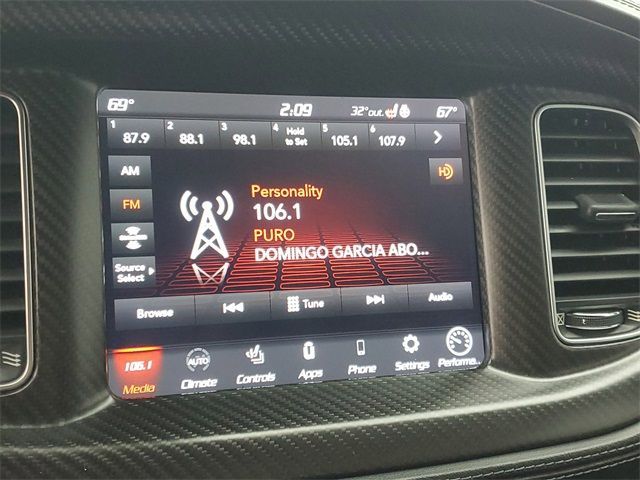 69° 2:09 32° out. 67°
1 87.9 2 88.1 3 98.1 4 Hold to Set 5 105.1 6 107.9
AM
FM
Source Select
HD
Personality
106.1
PURO
DOMINGO GARCIA ABO...
Browse Tune Audio
106.1 AUTO
Media Climate Controls Apps Phone Settings Performa...